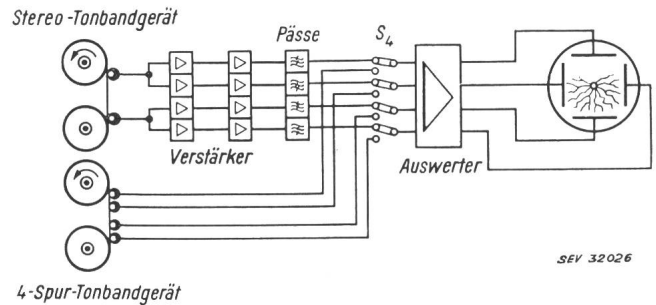 Stereo-Tonbandgerät
Pässe
S4
Verstärker
Auswerter
4-Spur-Tonbandgerät
SEV 32026